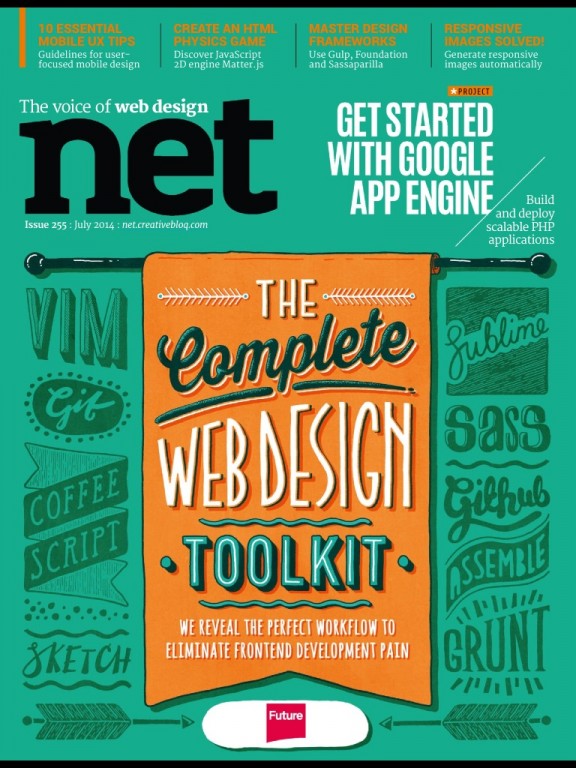 10 ESSENTIAL
MOBILE UX TIPS
Guidelines for user-
focused mobile design
CREATE AN HTML
PHYSICS GAME
Discover JavaScript
2D engine Matter.js
MASTER DESIGN
FRAMEWORKS
Use Gulp, Foundation
and Sassaparilla
RESPONSIVE
IMAGES SOLVED!
Generate responsive
images automatically
The voice of web design
net
Issue 255 : July 2014 : net.creativebloq.com
PROJECT
GET STARTED
WITH GOOGLE
APP ENGINE
Build
and deploy
scalable PHP
applications
VIM
Git
COFFEE
SCRIPT
SKETCH
THE
Complete
WEB DESIGN
TOOLKIT
WE REVEAL THE PERFECT WORKFLOW TO
ELIMINATE FRONTEND DEVELOPMENT PAIN
Sublime
Sass
Github
ASSEMBLE
GRUNT
Future